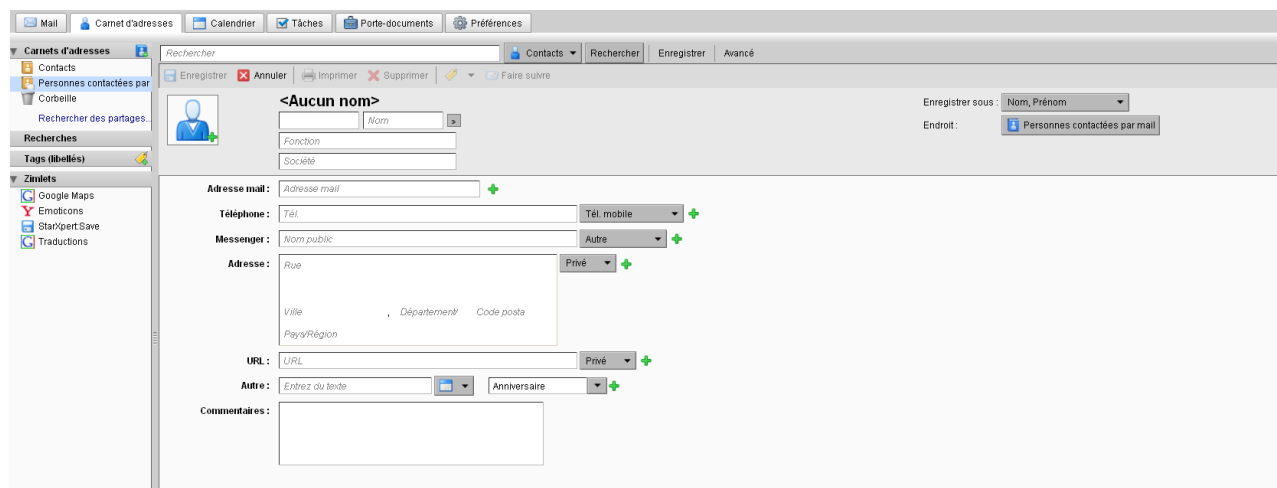 Mail Carnet d'adresses Calendrier Tâches Porte-documents Préférences
Carnets d'adresses
Contacts
Personnes contactées par
Corbeille
Rechercher des partages..
Recherches
Tags (libellés)
Zimlets
Google Maps
Emoticons
StarXpert:Save
Traductions
Rechercher Contacts Rechercher Enregistrer Avancé
Enregistrer Annuler Imprimer Supprimer Faire suivre
<Aucun nom>
Nom »
Fonction
Société
Enregistrer sous : Nom, Prénom
Endroit : Personnes contactées par mail
Adresse mail : Adresse mail
Téléphone : Tél. Tél. mobile
Messenger : Nom public Autre
Adresse : Rue Privé
Ville , Département/ Code posta
Pays/Région
URL : URL Privé
Autre : Entrez du texte Anniversaire
Commentaires :